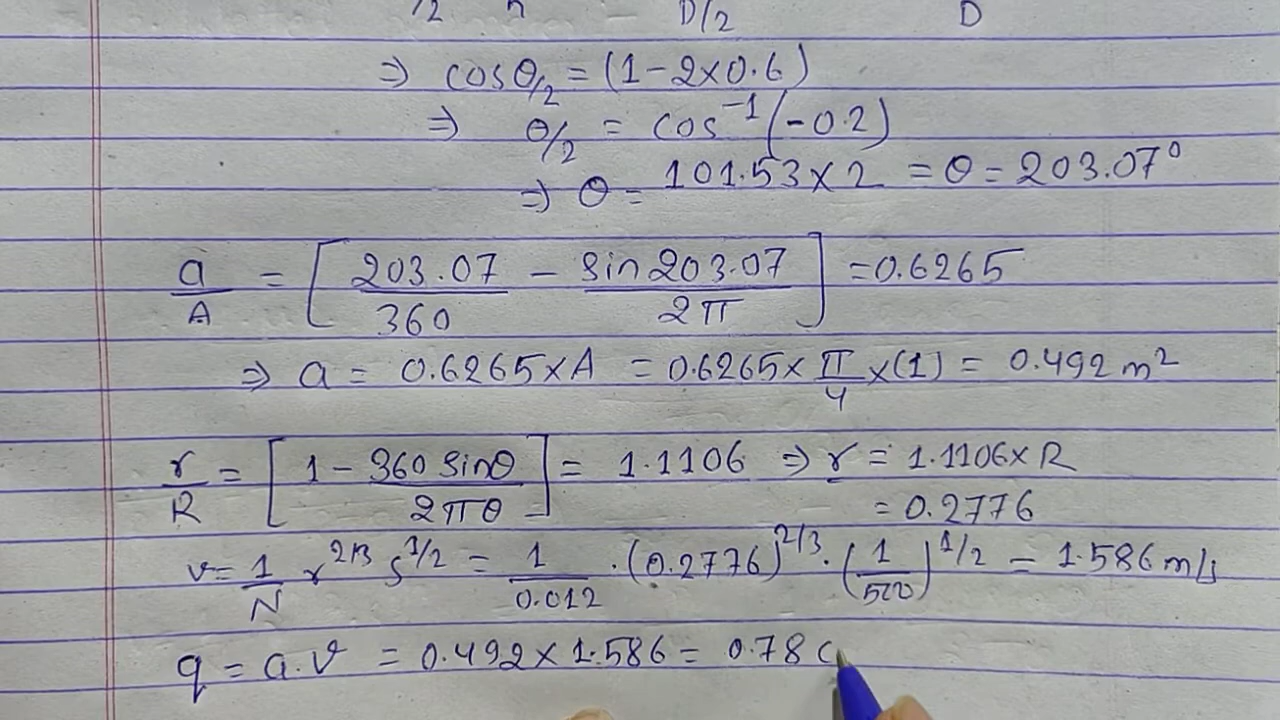 D/2 D
⇒ cosθ/2 = (1-2×0.6)
⇒ θ/2 = cos⁻¹(-0.2)
⇒ θ = 101.53×2 = θ = 203.07°
a/A = [203.07/360 - sin203.07/2π] = 0.6265
⇒ a = 0.6265×A = 0.6265×π/4×(1) = 0.492 m²
r/R = [1 - 360 sinθ/2πθ] = 1.1106 ⇒ r = 1.1106×R
= 0.2776
v = 1/N r^2/3 s^1/2 = 1/0.012 · (0.2776)^2/3 · (1/500)^1/2 = 1.586 m/s
q = a.v = 0.492×1.586 = 0.78